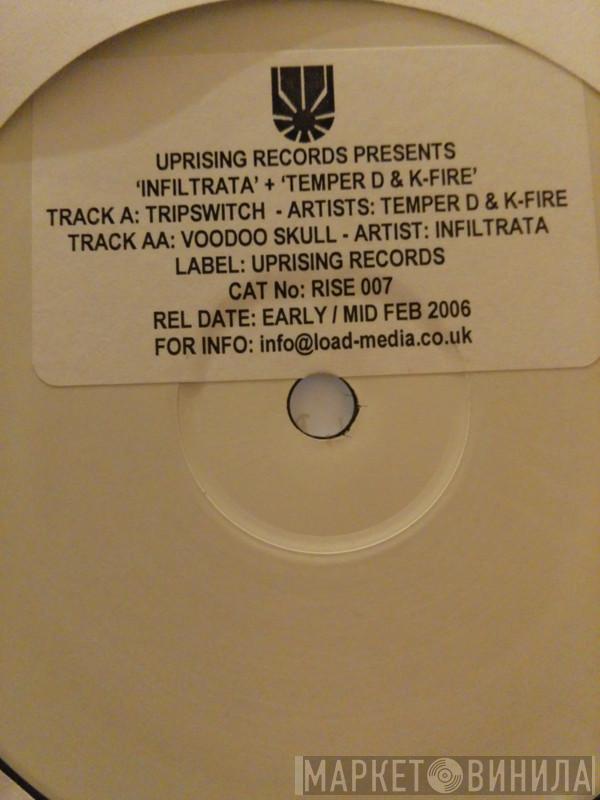 UPRISING RECORDS PRESENTS
'INFILTRATA' + 'TEMPER D & K-FIRE'
TRACK A: TRIPSWITCH - ARTISTS: TEMPER D & K-FIRE
TRACK AA: VOODOO SKULL - ARTIST: INFILTRATA
LABEL: UPRISING RECORDS
CAT No: RISE 007
REL DATE: EARLY / MID FEB 2006
FOR INFO: info@load-media.co.uk
МАРКЕТ ВИНИЛА